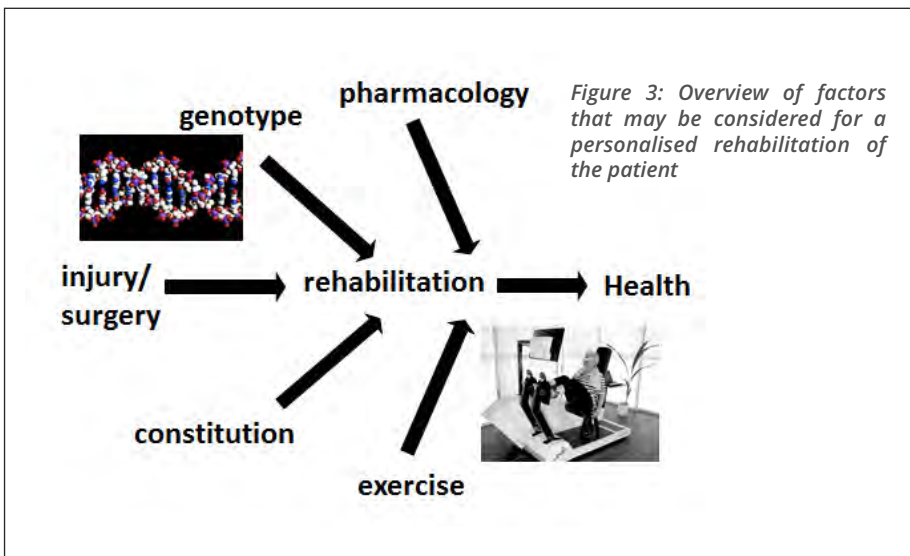 pharmacology
genotype
Figure 3: Overview of factors
that may be considered for a
personalised rehabilitation of
the patient
injury/
surgery
rehabilitation
Health
constitution
exercise